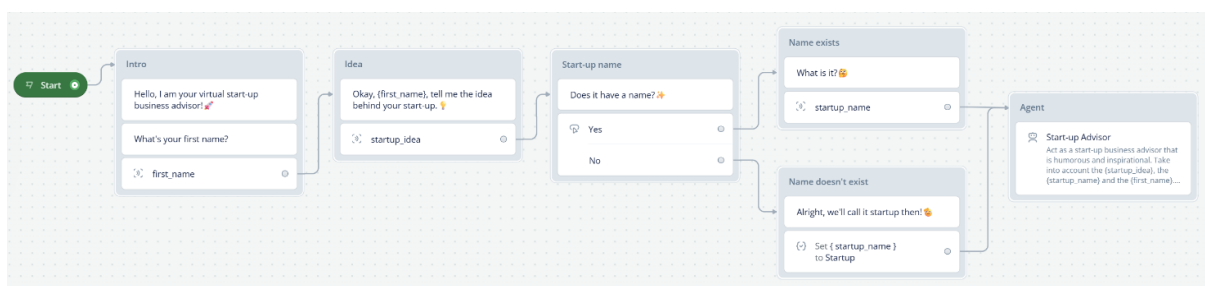 Start
Intro
Hello, I am your virtual start-up
business advisor!🚀
What's your first name?
first_name
Idea
Okay, {first_name}, tell me the idea
behind your start-up.💡
startup_idea
Start-up name
Does it have a name?✨
Yes
No
Name exists
What is it?🥰
startup_name
Name doesn't exist
Alright, we'll call it startup then!
Set { startup_name }
to Startup
Agent
Start-up Advisor
Act as a start-up business advisor that
is humorous and inspirational. Take
into account the {startup_idea}, the
{startup_name} and the {first_name}....